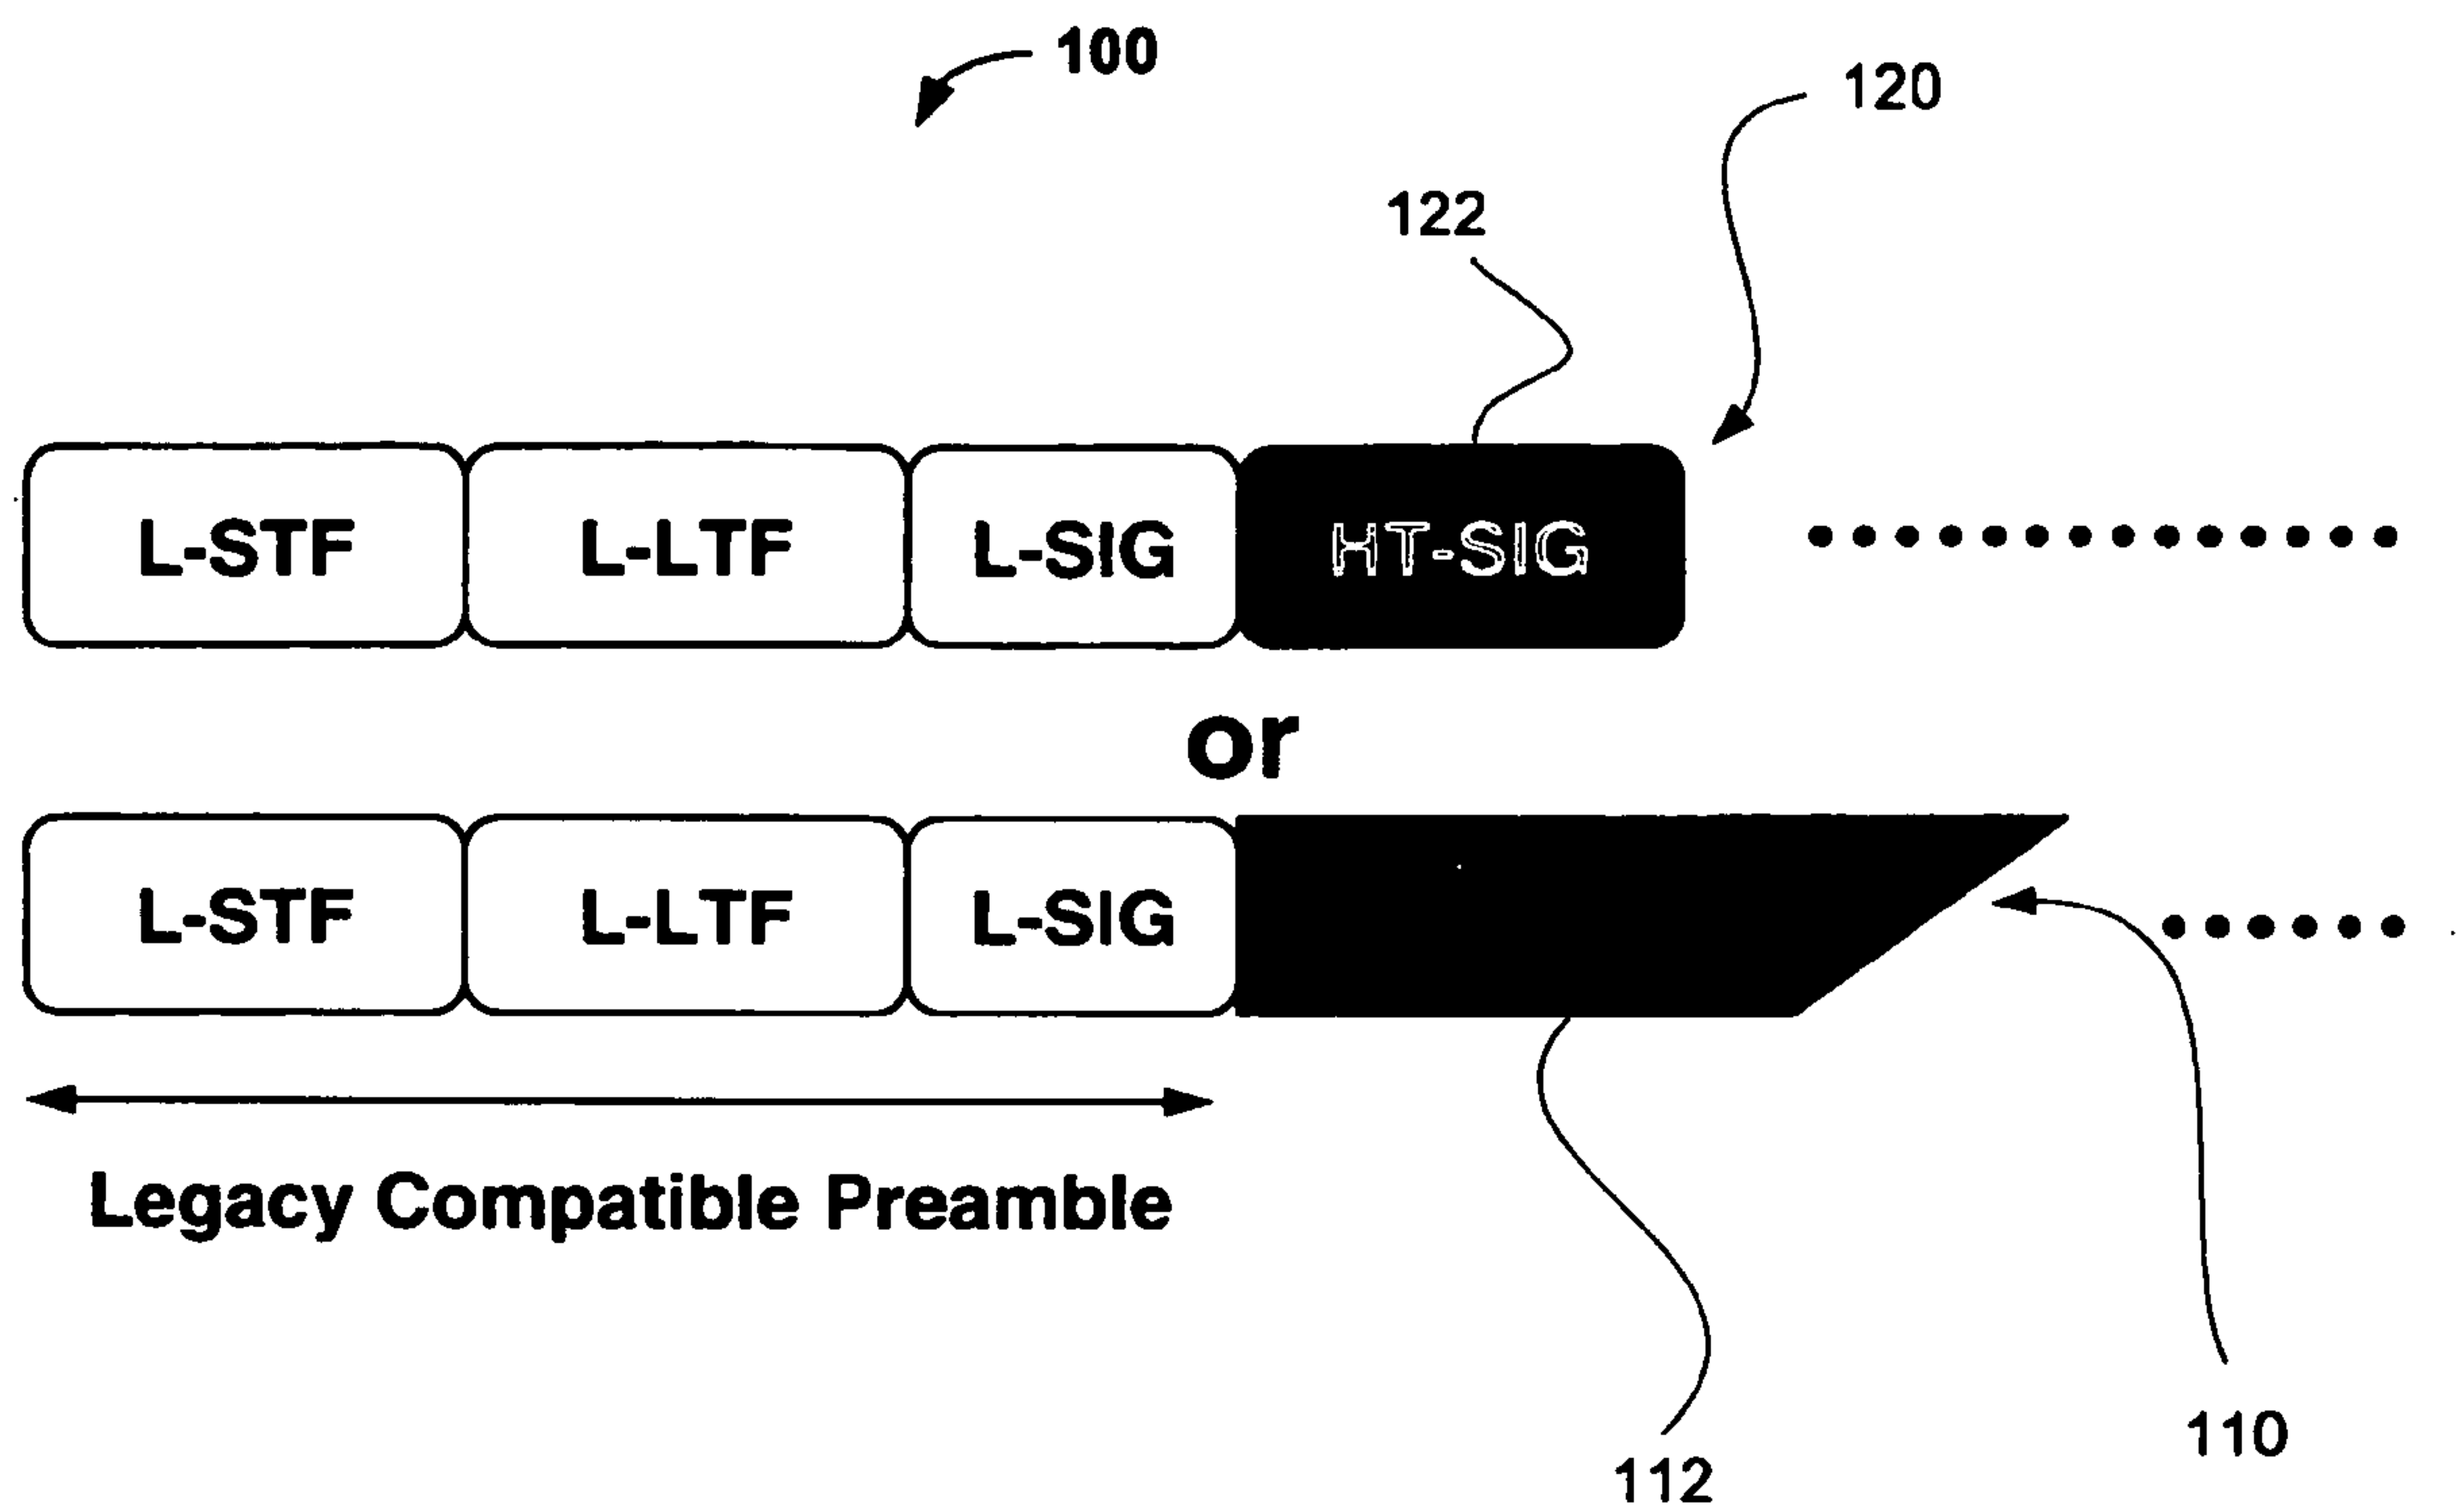 100
120
122
L-STF L-LTF L-SIG HT-SIG
or
L-STF L-LTF L-SIG
Legacy Compatible Preamble
110
112